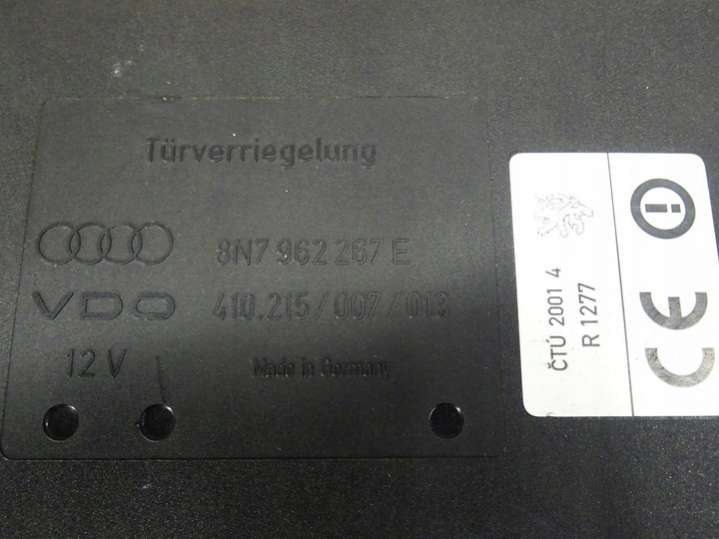 Türverriegelung
8N7 962 267 E
VDO 410.215/007/013
12 V Made in Germany
ČTÚ 2001 4
R 1277
CE